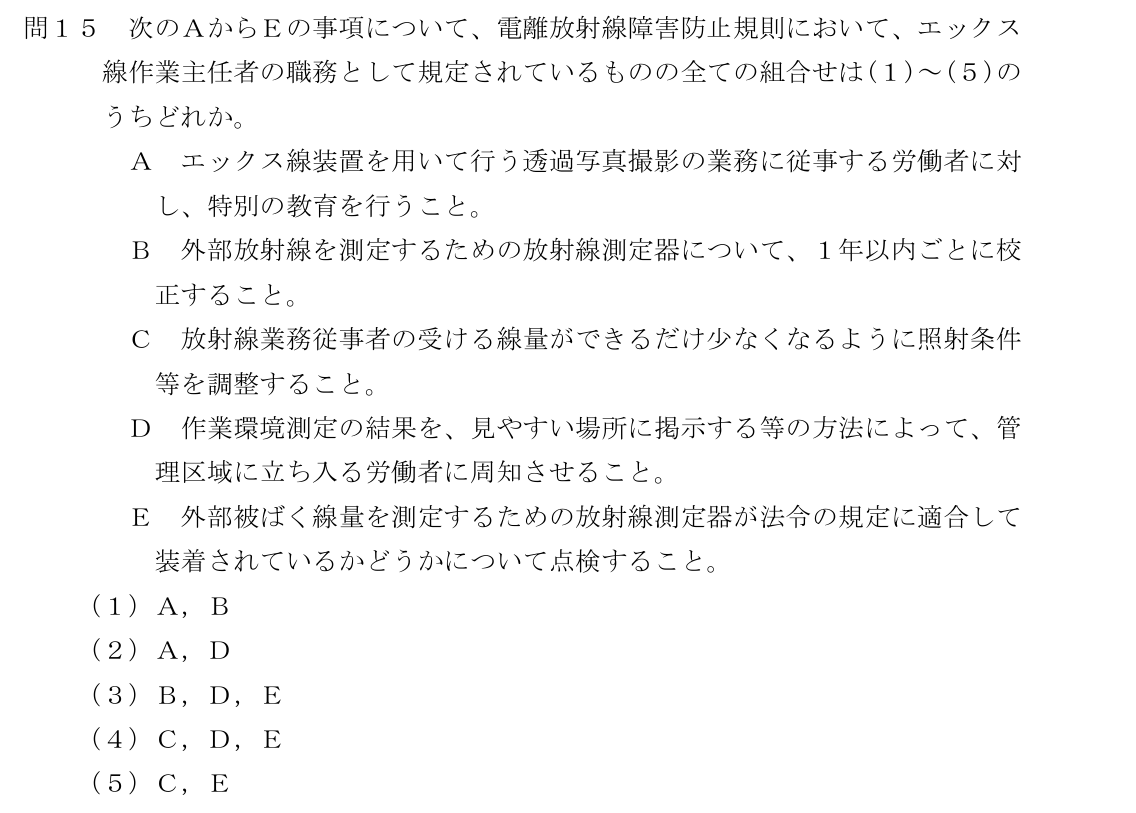 問１５　次のＡからＥの事項について、電離放射線障害防止規則において、エックス
線作業主任者の職務として規定されているものの全ての組合せは(１)～(５)の
うちどれか。
Ａ　エックス線装置を用いて行う透過写真撮影の業務に従事する労働者に対
し、特別の教育を行うこと。
Ｂ　外部放射線を測定するための放射線測定器について、１年以内ごとに校
正すること。
Ｃ　放射線業務従事者の受ける線量ができるだけ少なくなるように照射条件
等を調整すること。
Ｄ　作業環境測定の結果を、見やすい場所に掲示する等の方法によって、管
理区域に立ち入る労働者に周知させること。
Ｅ　外部被ばく線量を測定するための放射線測定器が法令の規定に適合して
装着されているかどうかについて点検すること。
(１) Ａ，Ｂ
(２) Ａ，Ｄ
(３) Ｂ，Ｄ，Ｅ
(４) Ｃ，Ｄ，Ｅ
(５) Ｃ，Ｅ